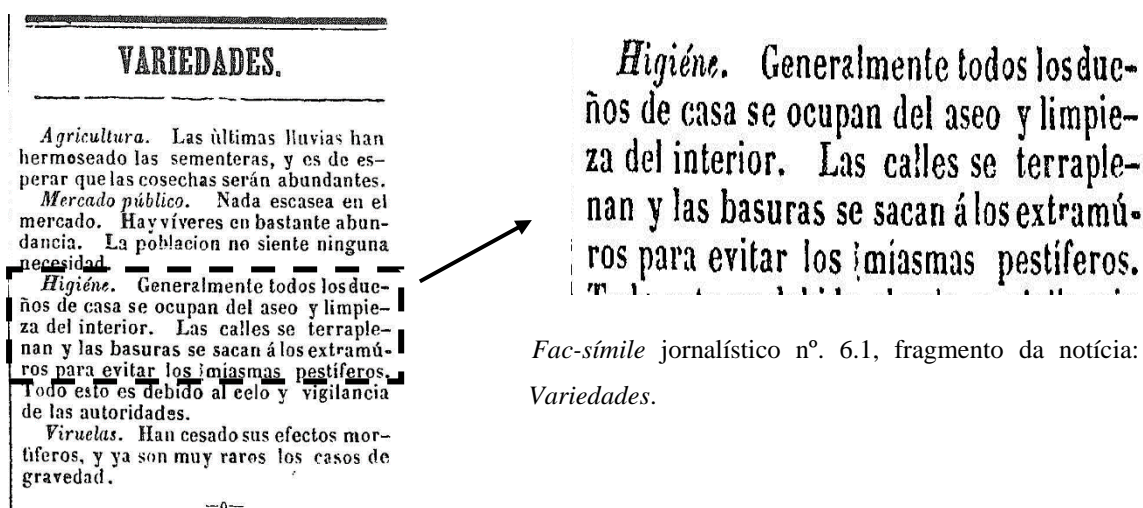 VARIEDADES.
Agricultura. Las ùltimas lluvias han
hermoseado las sementeras, y es de es-
perar que las cosechas serán abundantes.
Mercado público. Nada escasea en el
mercado. Hay víveres en bastante abun-
dancia. La poblacion no siente ninguna
necesidad.
Higiéne. Generalmente todos los due-
ños de casa se ocupan del aseo y limpie-
za del interior. Las calles se terraple-
nan y las basuras se sacan á los extramú-
ros para evitar los miasmas pestíferos.
Todo esto es debido al celo y vigilancia
de las autoridades.
Viruelas. Han cesado sus efectos mor-
tiferos, y ya son muy raros los casos de
gravedad.
Higiéne. Generalmente todos los due-
ños de casa se ocupan del aseo y limpie-
za del interior. Las calles se terraple-
nan y las basuras se sacan á los extramú-
ros para evitar los miasmas pestíferos.
Fac-símile jornalístico nº. 6.1, fragmento da notícia:
Variedades.